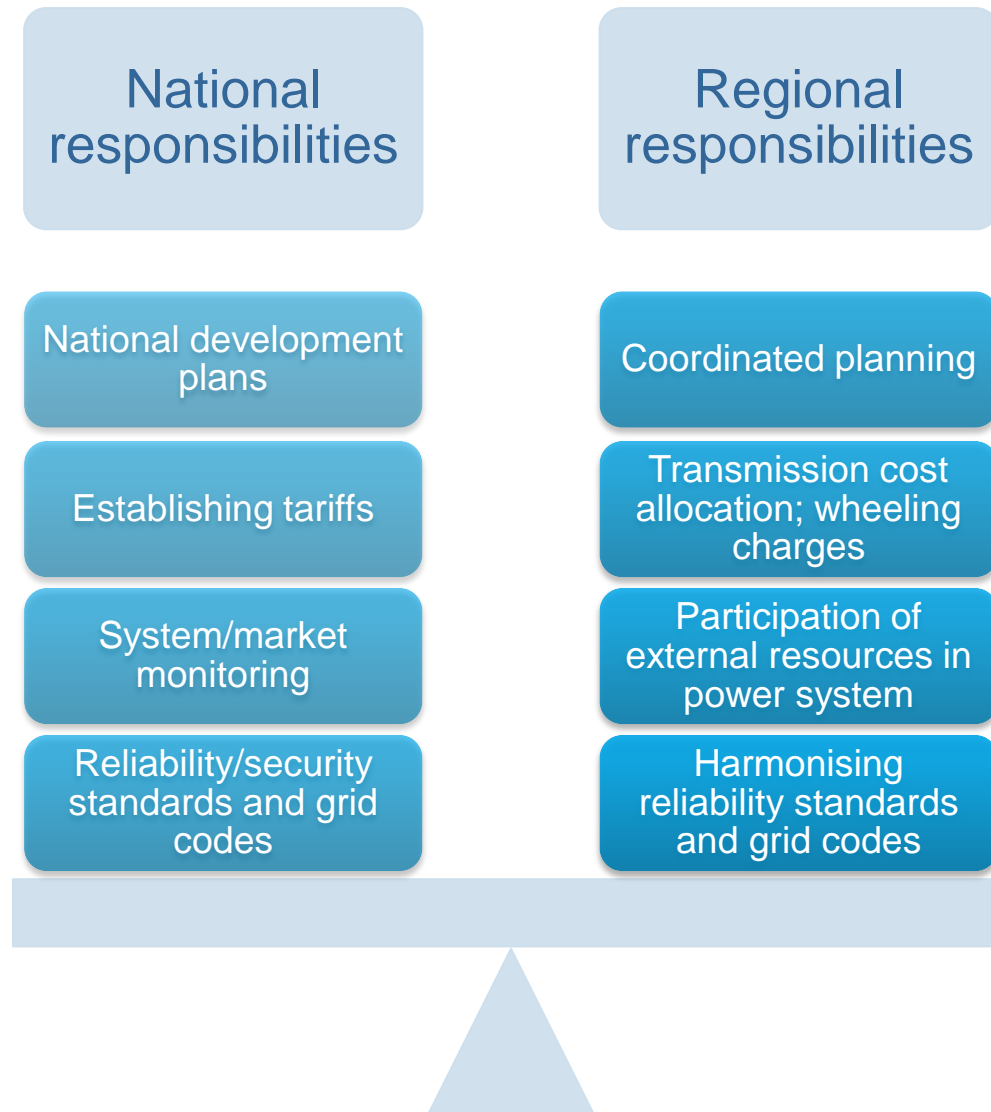 National
responsibilities
Regional
responsibilities
National development
plans
Establishing tariffs
System/market
monitoring
Reliability/security
standards and grid
codes
Coordinated planning
Transmission cost
allocation; wheeling
charges
Participation of
external resources in
power system
Harmonising
reliability standards
and grid codes